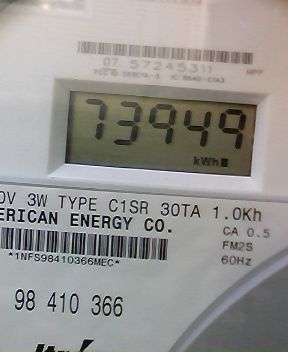 07 57245311
73949
kWh
0V 3W TYPE C1SR 30TA 1.0Kh
ERICAN ENERGY CO.
CA 0.5
FM2S
*1NFS98410366MEC*
60Hz
98 410 366